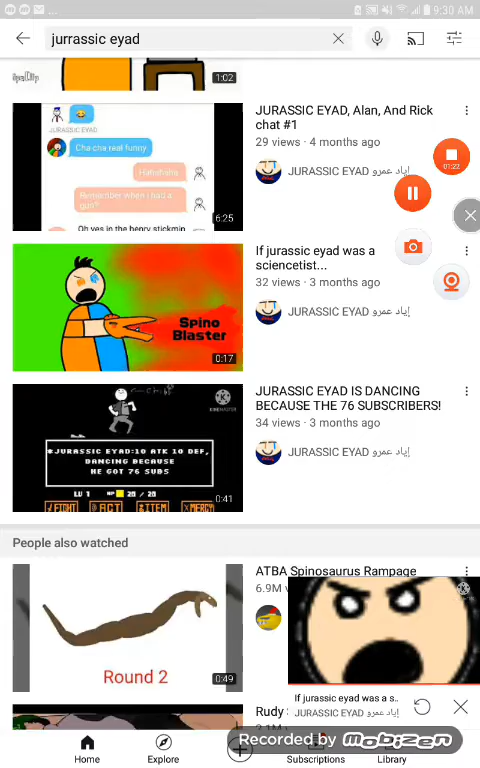 9:30 AM
jurrassic eyad
1:02
JURASSIC EYAD, Alan, And Rick
chat #1
29 views · 4 months ago
JURASSIC EYAD إياد عمرو
JURASSIC EYAD
Cha cha real funny
Hahahaha
Remember when i had a
gun?
Oh yes in the henry stickmin
6:25
01:22
If jurassic eyad was a
sciencetist...
32 views · 3 months ago
JURASSIC EYAD إياد عمرو
Spino
Blaster
0:17
JURASSIC EYAD IS DANCING
BECAUSE THE 76 SUBSCRIBERS!
34 views · 3 months ago
JURASSIC EYAD إياد عمرو
KINEMASTER
*JURASSIC EYAD:10 ATK 10 DEF,
DANCING BECAUSE
HE GOT 76 SUBS
LV 1 HP 20 / 20
FIGHT ACT ITEM MERCY
0:41
People also watched
ATBA Spinosaurus Rampage
6.9M
Round 2
0:49
If jurassic eyad was a s..
JURASSIC EYAD إياد عمرو
Rudy
Recorded by mobizen
Home
Explore
Subscriptions
Library